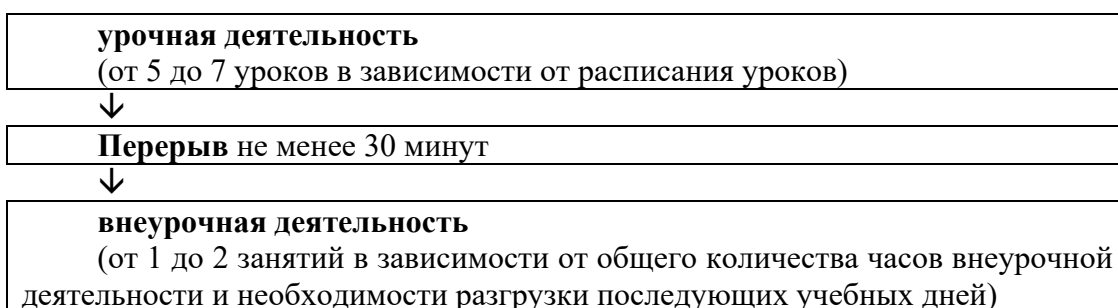 урочная деятельность
(от 5 до 7 уроков в зависимости от расписания уроков)
↓
Перерыв не менее 30 минут
↓
внеурочная деятельность
(от 1 до 2 занятий в зависимости от общего количества часов внеурочной
деятельности и необходимости разгрузки последующих учебных дней)